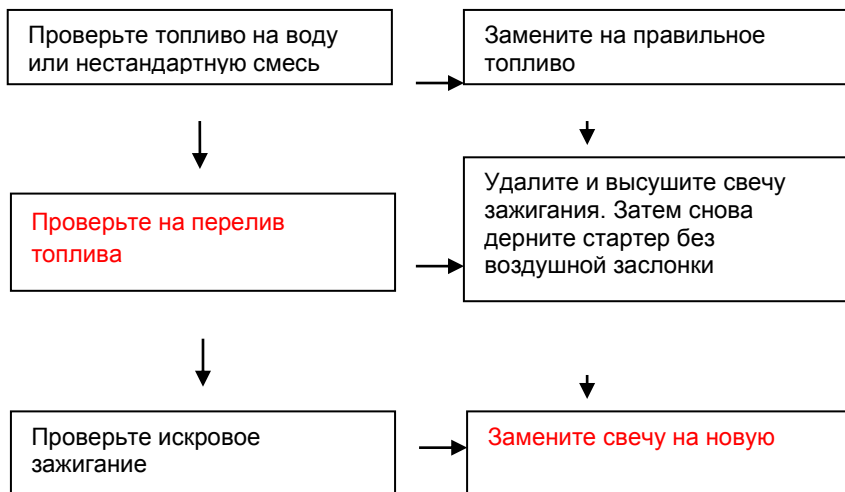 Проверьте топливо на воду
или нестандартную смесь
Замените на правильное
топливо
Проверьте на перелив
топлива
Удалите и высушите свечу
зажигания. Затем снова
дерните стартер без
воздушной заслонки
Проверьте искровое
зажигание
Замените свечу на новую